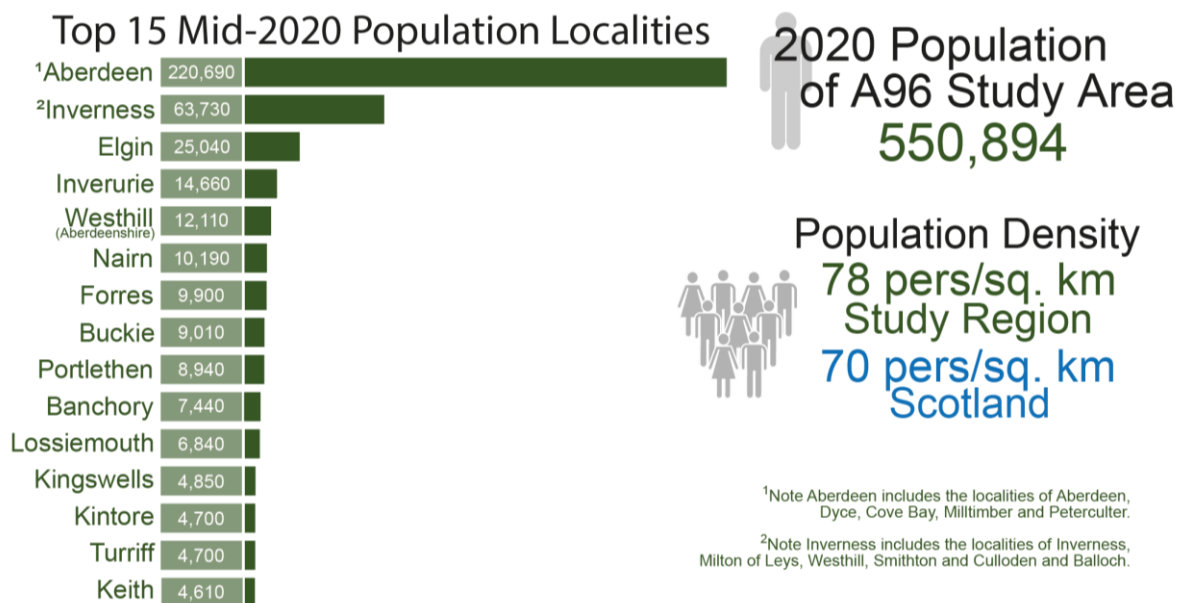 Top 15 Mid-2020 Population Localities
¹Aberdeen 220,690
²Inverness 63,730
Elgin 25,040
Inverurie 14,660
Westhill 12,110
(Aberdeenshire)
Nairn 10,190
Forres 9,900
Buckie 9,010
Portlethen 8,940
Banchory 7,440
Lossiemouth 6,840
Kingswells 4,850
Kintore 4,700
Turriff 4,700
Keith 4,610
2020 Population
of A96 Study Area
550,894
Population Density
78 pers/sq. km
Study Region
70 pers/sq. km
Scotland
¹Note Aberdeen includes the localities of Aberdeen,
Dyce, Cove Bay, Milltimber and Peterculter.
²Note Inverness includes the localities of Inverness,
Milton of Leys, Westhill, Smithton and Culloden and Balloch.